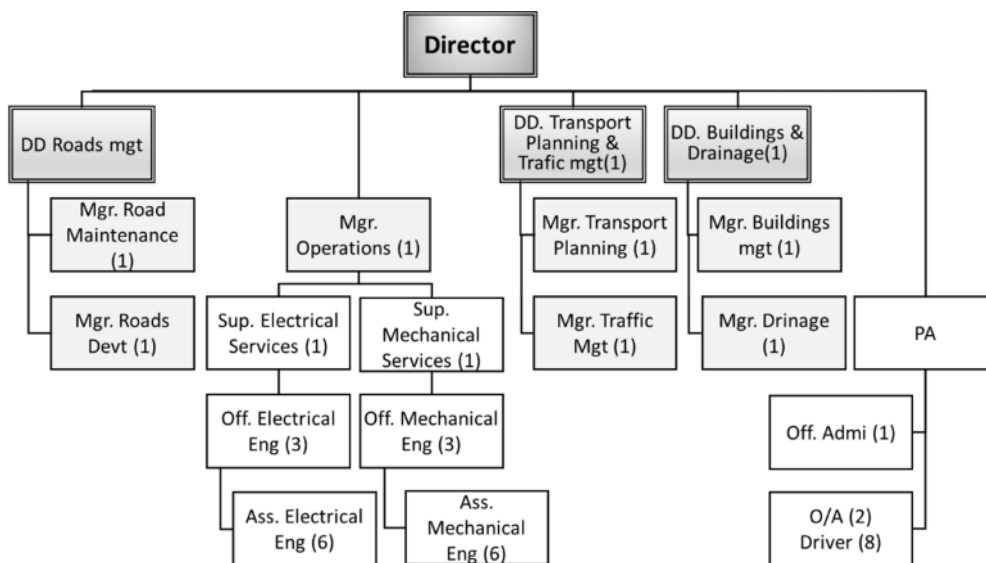 Director
DD Roads mgt
DD. Transport
Planning &
Trafic mgt(1)
DD. Buildings &
Drainage(1)
Mgr. Road
Maintenance
(1)
Mgr.
Operations (1)
Mgr. Transport
Planning (1)
Mgr. Buildings
mgt (1)
Mgr. Roads
Devt (1)
Sup. Electrical
Services (1)
Sup.
Mechanical
Services (1)
Mgr. Traffic
Mgt (1)
Mgr. Drinage
(1)
PA
Off. Electrical
Eng (3)
Off. Mechanical
Eng (3)
Off. Admi (1)
Ass. Electrical
Eng (6)
Ass.
Mechanical
Eng (6)
O/A (2)
Driver (8)